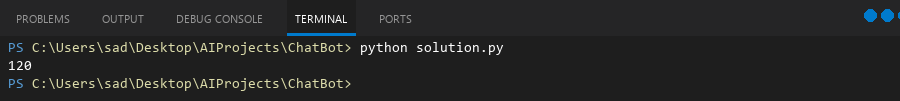 PROBLEMS OUTPUT DEBUG CONSOLE TERMINAL PORTS
PS C:\Users\sad\Desktop\AIProjects\ChatBot> python solution.py
120
PS C:\Users\sad\Desktop\AIProjects\ChatBot>